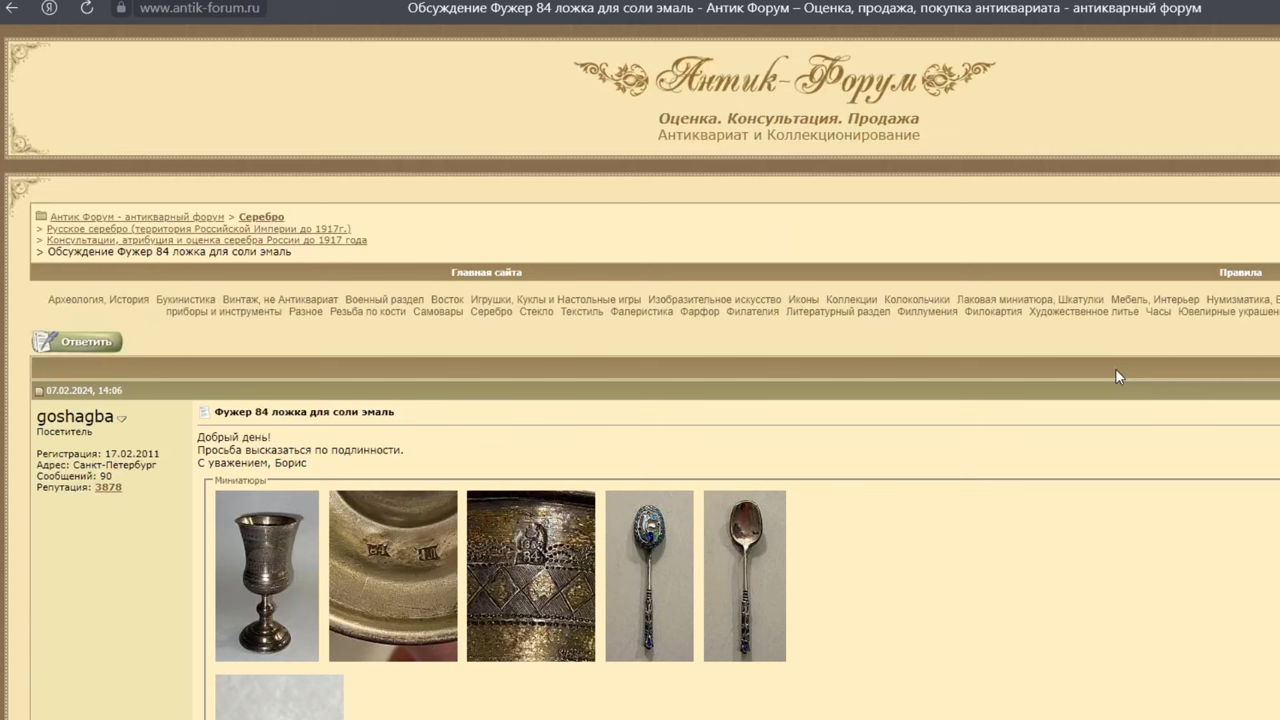 www.antik-forum.ru
Обсуждение Фужер 84 ложка для соли эмаль - Антик Форум – Оценка, продажа, покупка антиквариата - антикварный форум
Антик-Форум
Оценка. Консультация. Продажа
Антиквариат и Коллекционирование
Антик Форум - антикварный форум > Серебро
> Русское серебро (территория Российской Империи до 1917г.)
> Консультации, атрибуция и оценка серебра России до 1917 года
> Обсуждение Фужер 84 ложка для соли эмаль
Главная сайта Правила
Археология, История Букинистика Винтаж, не Антиквариат Военный раздел Восток Игрушки, Куклы и Настольные игры Изобразительное искусство Иконы Коллекции Колокольчики Лаковая миниатюра, Шкатулки Мебель, Интерьер Нумизматика,
приборы и инструменты Разное Резьба по кости Самовары Серебро Стекло Текстиль Фалеристика Фарфор Филателия Литературный раздел Филлумения Филокартия Художественное литье Часы Ювелирные украшен
Ответить
07.02.2024, 14:06
goshagba
Посетитель
Регистрация: 17.02.2011
Адрес: Санкт-Петербург
Сообщений: 90
Репутация: 3878
Фужер 84 ложка для соли эмаль
Добрый день!
Просьба высказаться по подлинности.
С уважением, Борис
Миниатюры
84